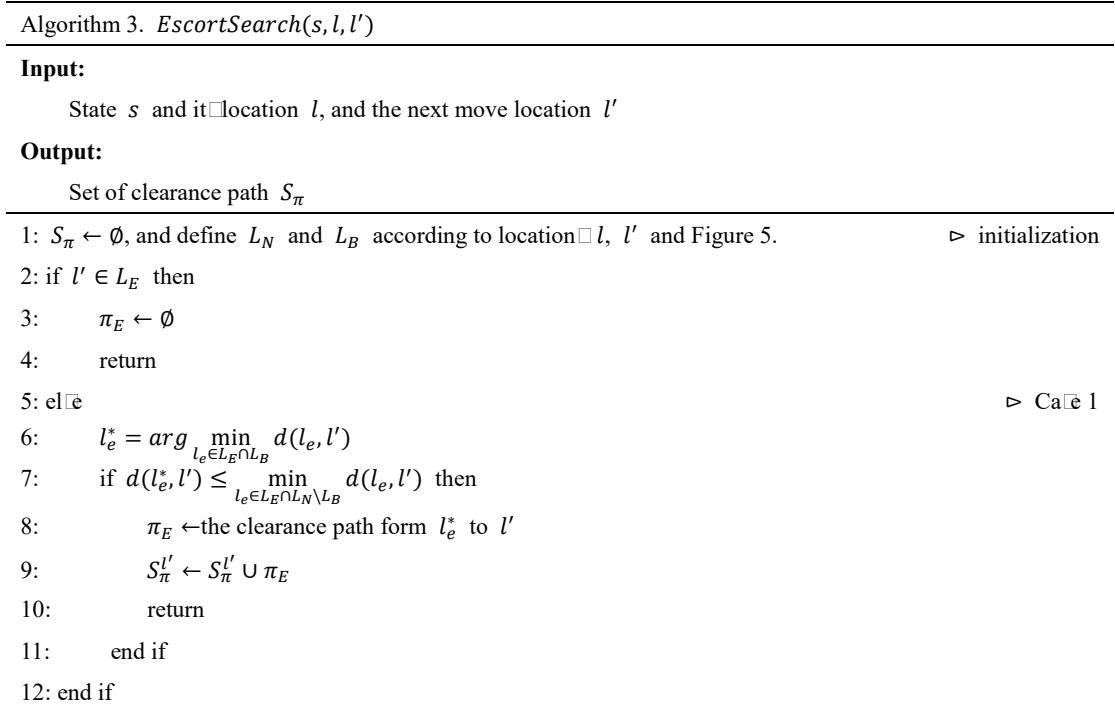 Algorithm 3. EscortSearch(s, l, l′)
Input:
State s and it□location l, and the next move location l′
Output:
Set of clearance path S_π
1: S_π ← ∅, and define L_N and L_B according to location□ l, l′ and Figure 5. ⊳ initialization
2: if l′ ∈ L_E then
3: π_E ← ∅
4: return
5: el□e ⊳ Ca□e 1
6: l_e^* = arg min_{l_e∈L_E∩L_B} d(l_e, l′)
7: if d(l_e^*, l′) ≤ min_{l_e∈L_E∩L_N\L_B} d(l_e, l′) then
8: π_E ←the clearance path form l_e^* to l′
9: S_π^{l′} ← S_π^{l′} ∪ π_E
10: return
11: end if
12: end if